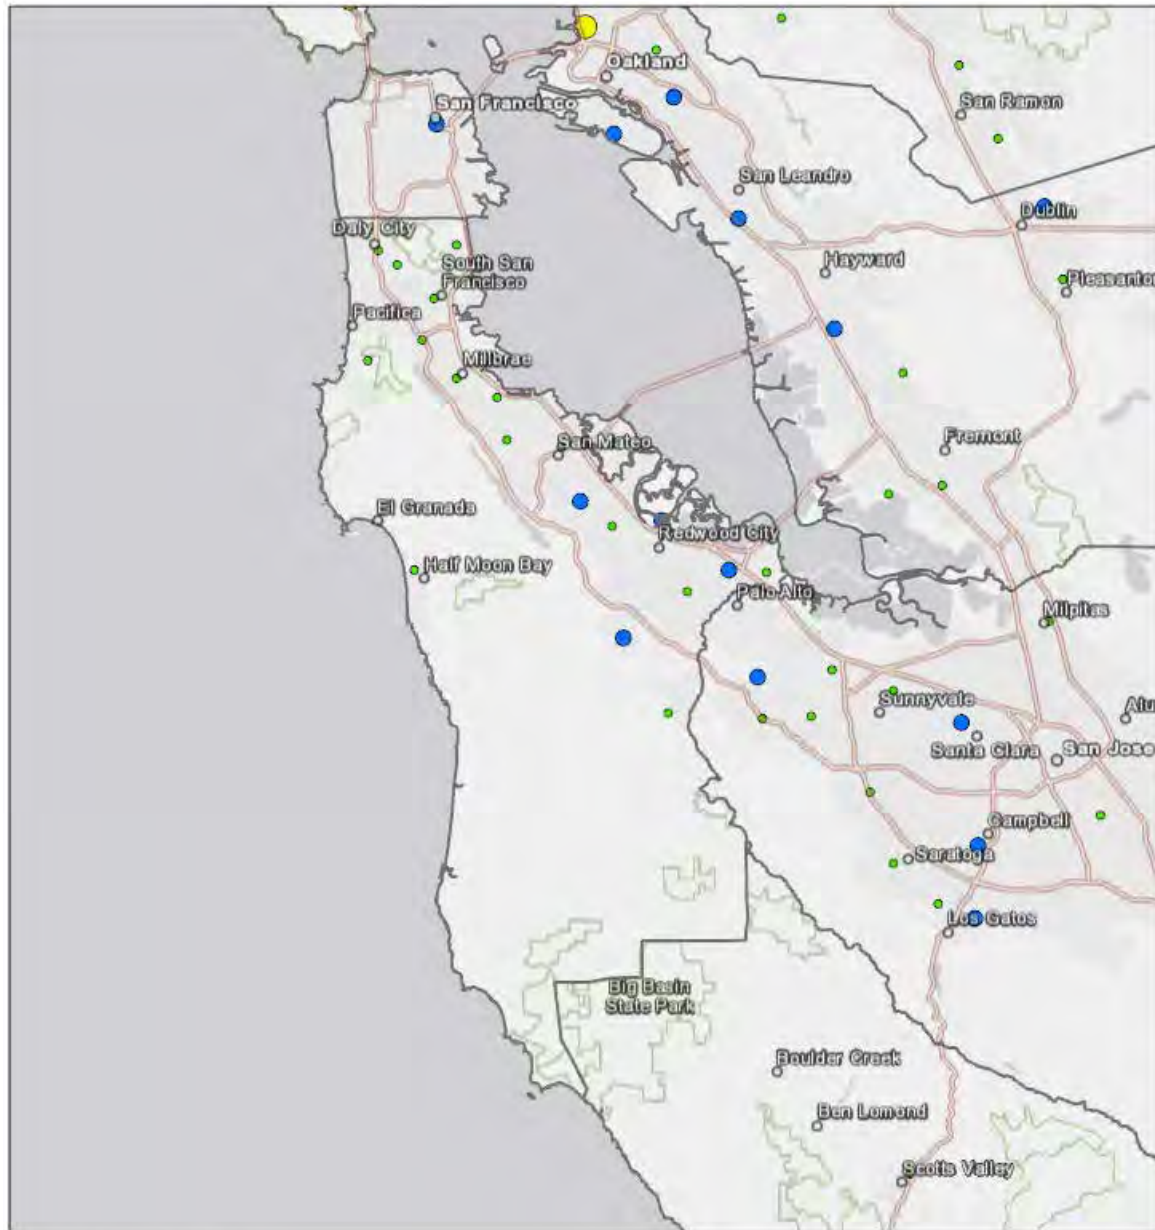 Oakland
San Francisco
San Ramon
San Leandro
Dublin
Daly City
Hayward
South San
Francisco
Pleasanton
Pacifica
Millbrae
San Mateo
Fremont
El Granada
Redwood City
Half Moon Bay
Palo Alto
Milpitas
Sunnyvale
Alu
Santa Clara
San Jose
Campbell
Saratoga
Los Gatos
Big Basin
State Park
Boulder Creek
Ben Lomond
Scotts Valley